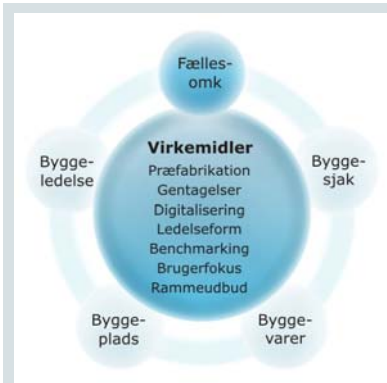 Fælles-
omk
Virkemidler
Præfabrikation
Gentagelser
Digitalisering
Ledelseform
Benchmarking
Brugerfokus
Rammeudbud
Bygge-
ledelse
Bygge-
sjak
Bygge-
plads
Bygge-
varer